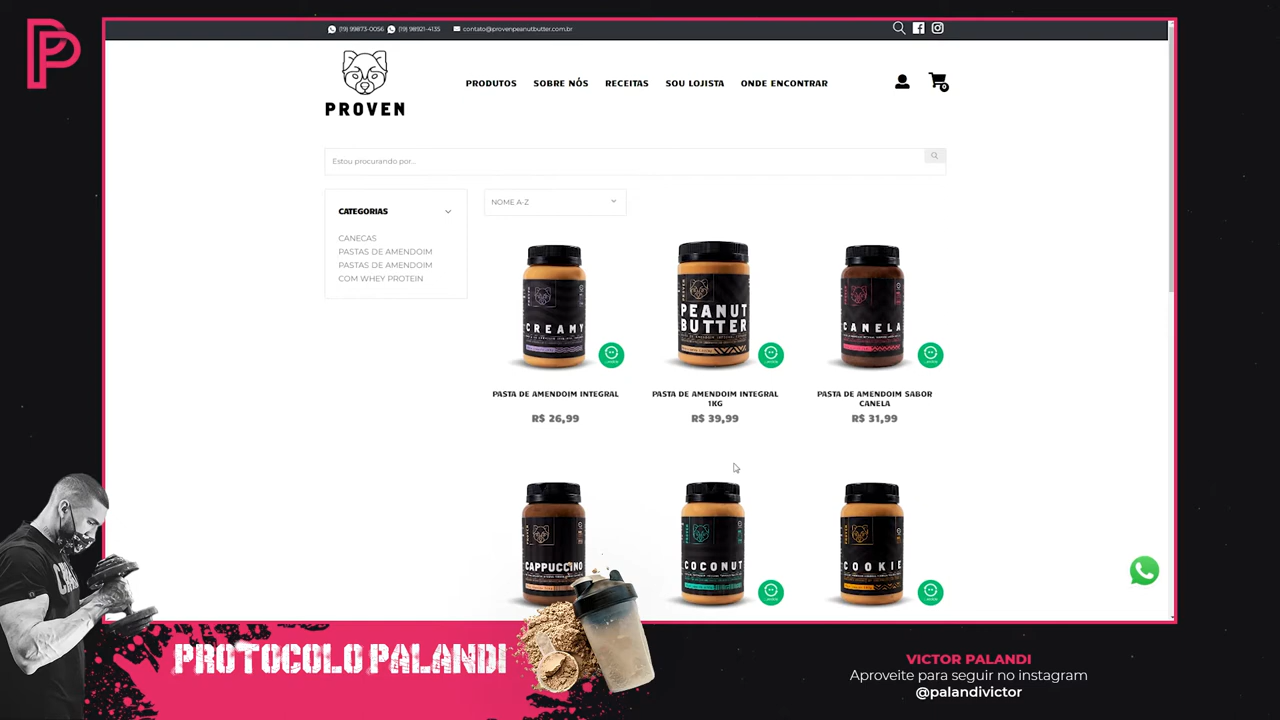 (19) 99873-0056 (19) 98921-4135 contato@provenpeanutbutter.com.br
PROVEN
PRODUTOS SOBRE NÓS RECEITAS SOU LOJISTA ONDE ENCONTRAR
0
Estou procurando por...
CATEGORIAS
CANECAS
PASTAS DE AMENDOIM
PASTAS DE AMENDOIM
COM WHEY PROTEIN
NOME A-Z
CREAMY
PEANUT
BUTTER
CANELA
PASTA DE AMENDOIM INTEGRAL
R$ 26,99
PASTA DE AMENDOIM INTEGRAL
1KG
R$ 39,99
PASTA DE AMENDOIM SABOR
CANELA
R$ 31,99
CAPPUCCINO
COCONUT
COOKIE
PROTOCOLO PALANDI
VICTOR PALANDI
Aproveite para seguir no instagram
@palandivictor